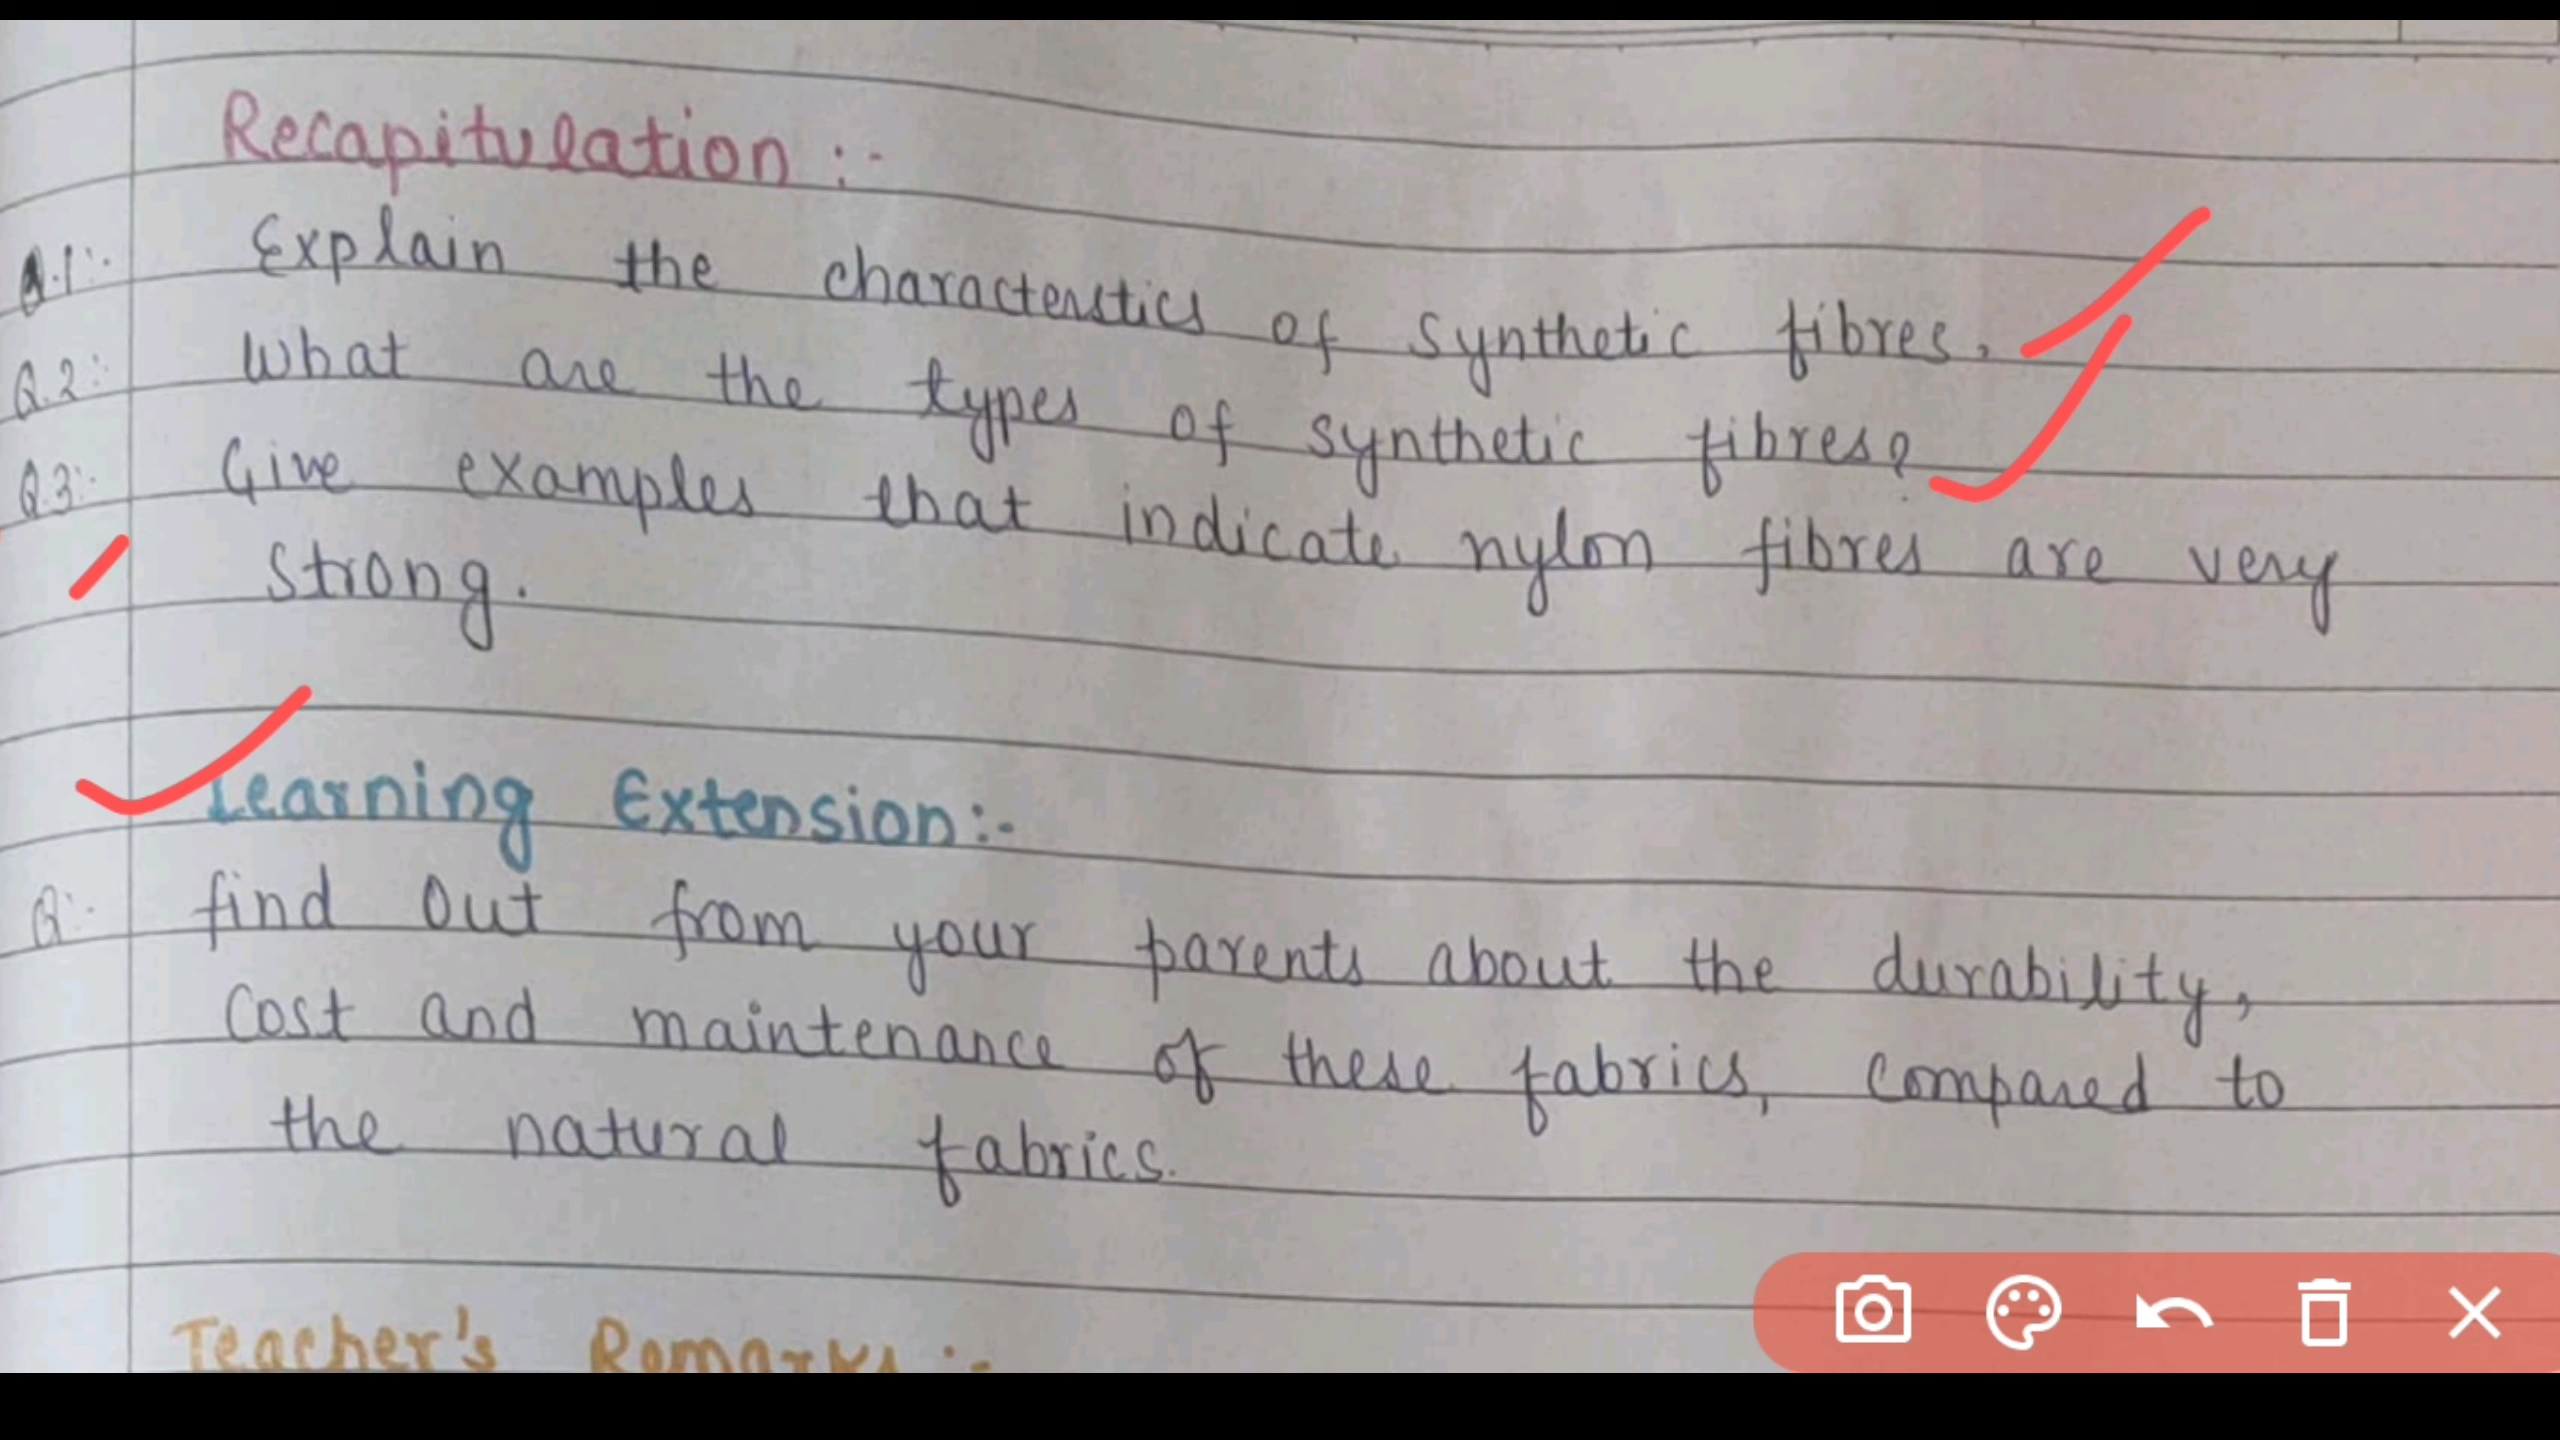 Recapitulation :-
Q.1:- Explain the characterstics of synthetic fibres.
Q.2:- What are the types of synthetic fibres?
Q.3:- Give examples that indicate nylon fibres are very
strong.
Learning Extension:-
Q:- find out from your parents about the durability,
Cost and maintenance of these fabrics, compared to
the natural fabrics.
Teacher's Remarks :-